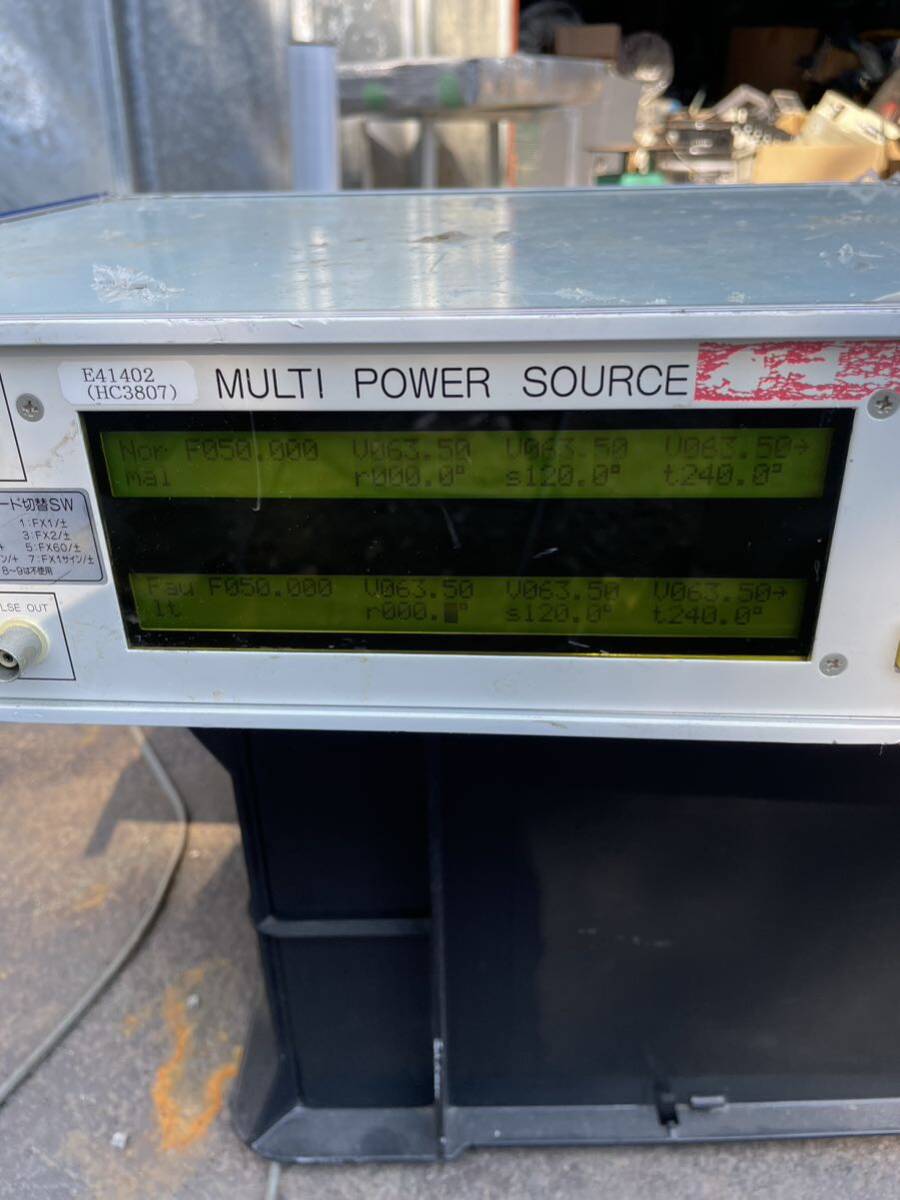 E41402
(HC3807)
MULTI POWER SOURCE
Nor F050.000 V063.50 V063.50 V063.50→
mal r000.0° s120.0° t240.0°
ード切替SW
1:FX1/±
3:FX2/±
5:FX60/±
ン/+ 7:FX1サイン/±
8~9は不使用
LSE OUT
Fau F050.000 V063.50 V063.50 V063.50→
lt r000.█° s120.0° t240.0°